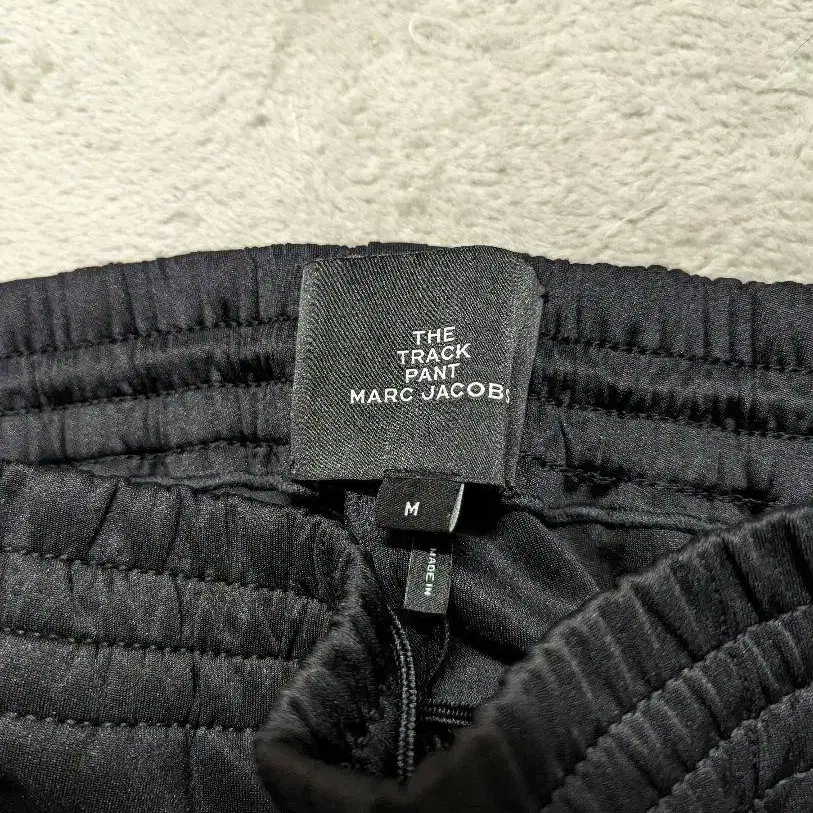 THE
TRACK
PANT
MARC JACOBS
M
MADE IN